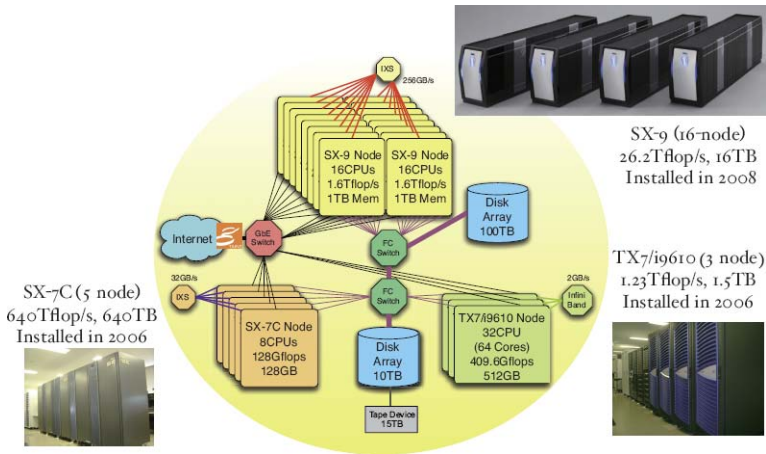 IXS
256GB/s
SX-9 Node
16CPUs
1.6Tflop/s
1TB Mem
SX-9 Node
16CPUs
1.6Tflop/s
1TB Mem
SX-9 (16-node)
26.2Tflop/s, 16TB
Installed in 2008
Internet
GbE
Switch
FC
Switch
Disk
Array
100TB
SX-7C (5 node)
640Tflop/s, 640TB
Installed in 2006
32GB/s
IXS
SX-7C Node
8CPUs
128Gflops
128GB
FC
Switch
Disk
Array
10TB
Tape Device
15TB
TX7/i9610 Node
32CPU
(64 Cores)
409.6Gflops
512GB
2GB/s
Infini
Band
TX7/i9610 (3 node)
1.23Tflop/s, 1.5TB
Installed in 2006